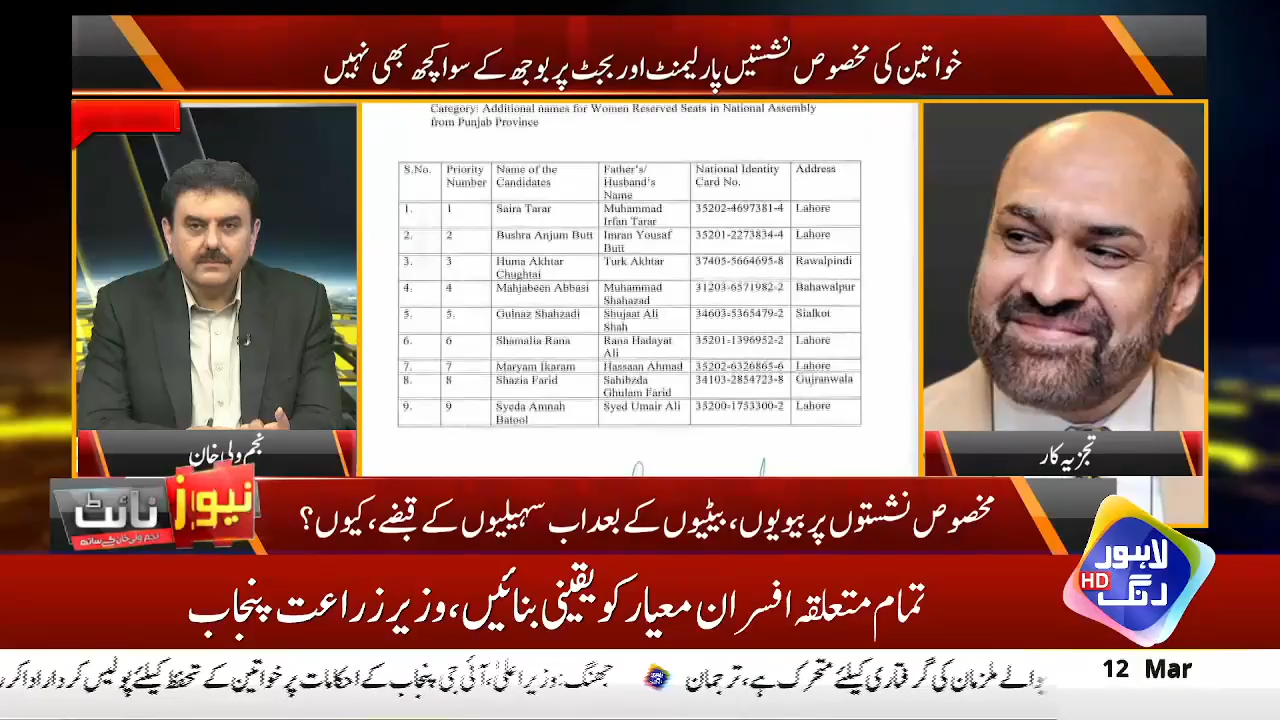 خواتین کی مخصوص نشستیں پارلیمنٹ اور بجٹ پر بوجھ کے سوا کچھ بھی نہیں
Category: Additional names for Women Reserved Seats in National Assembly
from Punjab Province
S.No. Priority Number Name of the Candidates Father's/ Husband's Name National Identity Card No. Address
1. 1 Saira Tarar Muhammad Irfan Tarar 35202-4697381-4 Lahore
2. 2 Bushra Anjum Butt Imran Yousaf Butt 35201-2273834-4 Lahore
3. 3 Huma Akhtar Chughtai Turk Akhtar 37405-5664695-8 Rawalpindi
4. 4 Mahjabeen Abbasi Muhammad Shahazad 31203-6571982-2 Bahawalpur
5. 5. Gulnaz Shahzadi Shujaat Ali Shah 34603-5365479-2 Sialkot
6. 6 Shamalia Rana Rana Hadayat Ali 35201-1396952-2 Lahore
7. 7 Maryam Ikaram Hassaan Ahmad 35202-6326865-6 Lahore
8. 8 Shazia Farid Sahibzda Ghulam Farid 34103-2854723-8 Gujranwala
9. 9 Syeda Amnah Batool Syed Umair Ali 35200-1753300-2 Lahore
نجم ولی خان
تجزیہ کار
نیوز نائٹ
نجم ولی خان کے ساتھ
مخصوص نشستوں پر بیویوں، بیٹیوں کے بعد اب سہیلیوں کے قبضے، کیوں؟
لاہور رنگ HD
تمام متعلقہ افسران معیار کو یقینی بنائیں، وزیر زراعت پنجاب
والے ملزمان کی گرفتاری کیلئے متحرک ہے، ترجمان
جھنگ: وزیراعلیٰ، آئی جی پنجاب کے احکامات پر خواتین کے تحفظ کیلئے پولیس کردار ادا کر
12 Mar